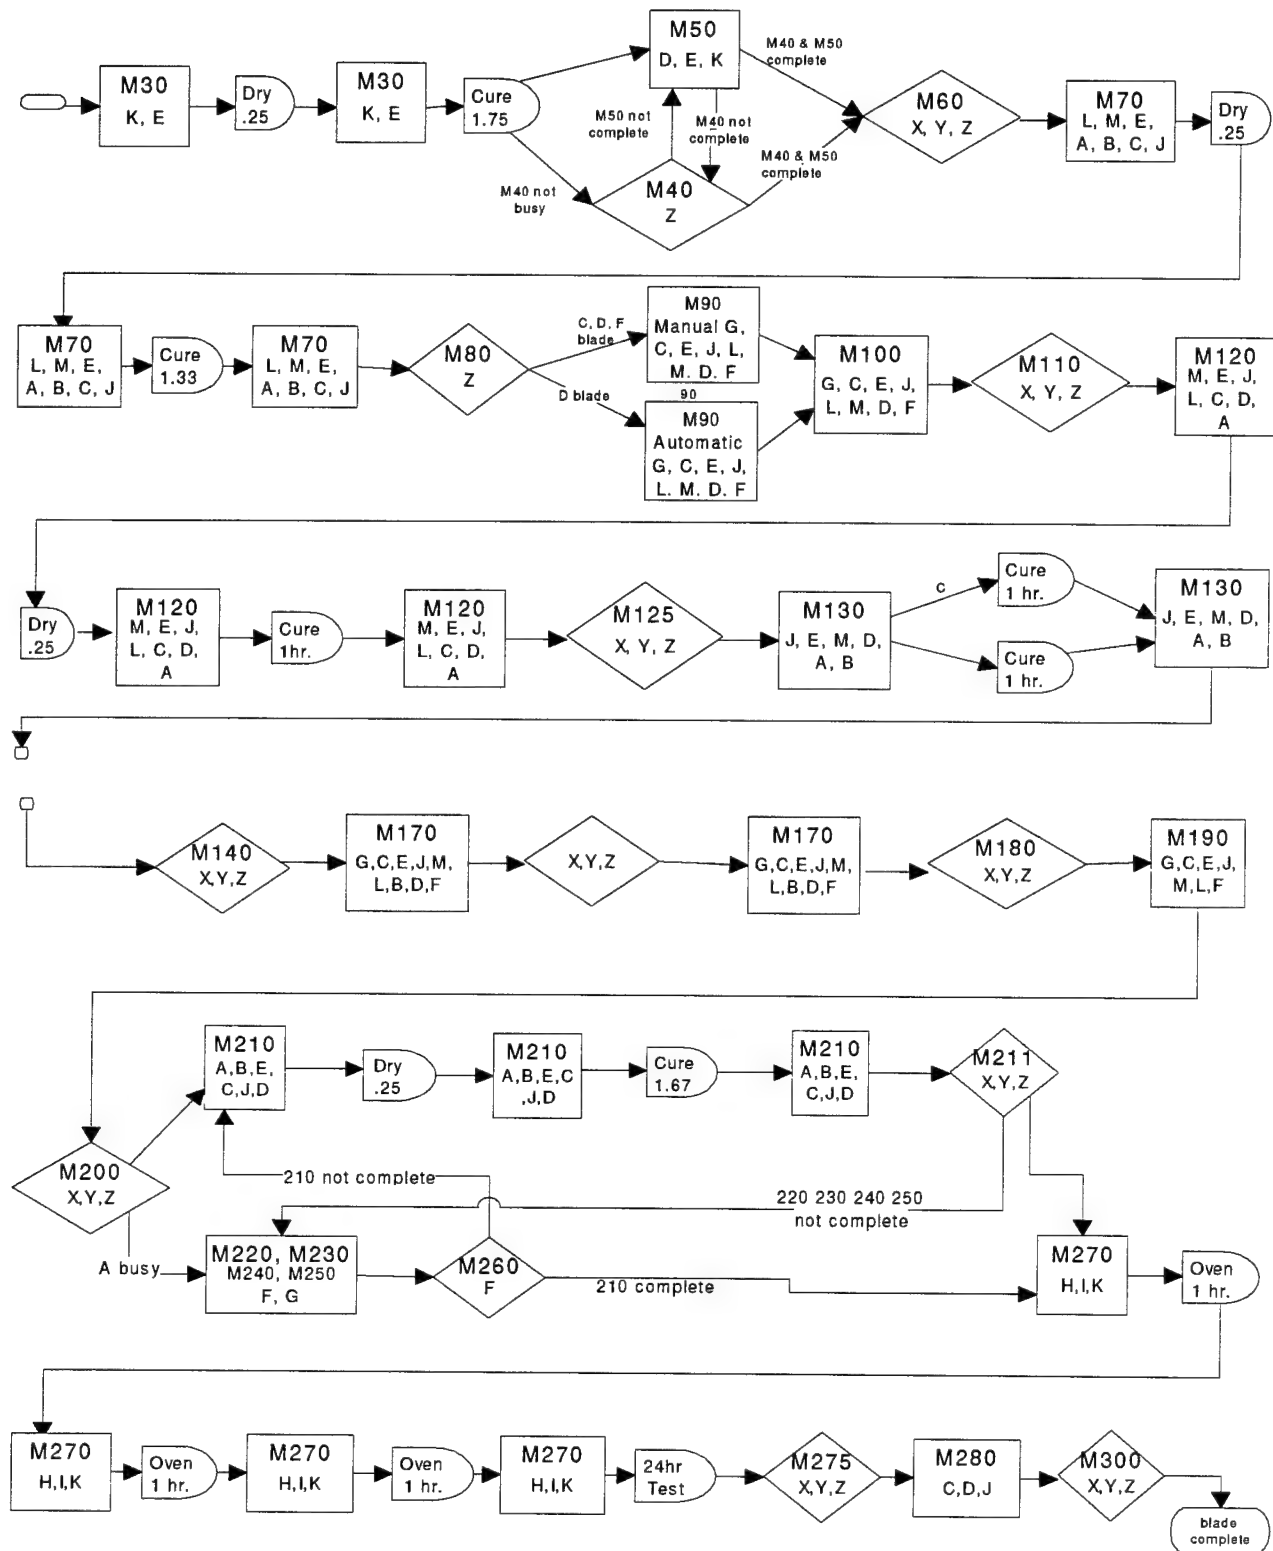 M30
K, E
Dry
.25
M30
K, E
Cure
1.75
M50
D, E, K
M40 & M50
complete
M50 not
complete
M40 not
complete
M40 & M50
complete
M40 not
busy
M40
Z
M60
X, Y, Z
M70
L, M, E,
A, B, C, J
Dry
.25
M70
L, M, E,
A, B, C, J
Cure
1.33
M70
L, M, E,
A, B, C, J
M80
Z
C, D, F
blade
D blade
M90
Manual G,
C, E, J, L,
M. D. F
90
M90
Automatic
G, C, E, J,
L. M. D. F
M100
G, C, E, J,
L, M, D, F
M110
X, Y, Z
M120
M, E, J,
L, C, D,
A
Dry
.25
M120
M, E, J,
L, C, D,
A
Cure
1hr.
M120
M, E, J,
L, C, D,
A
M125
X, Y, Z
M130
J, E, M, D,
A, B
c
Cure
1 hr.
Cure
1 hr.
M130
J, E, M, D,
A, B
M140
X,Y,Z
M170
G,C,E,J,M,
L,B,D,F
X,Y,Z
M170
G,C,E,J,M,
L,B,D,F
M180
X,Y,Z
M190
G,C,E,J,
M,L,F
M200
X,Y,Z
M210
A,B,E,
C,J,D
Dry
.25
M210
A,B,E,C
,J,D
Cure
1.67
M210
A,B,E,
C,J,D
M211
X,Y,Z
210 not complete
220 230 240 250
not complete
A busy
M220, M230
M240, M250
F, G
M260
F
210 complete
M270
H,I,K
Oven
1 hr.
M270
H,I,K
Oven
1 hr.
M270
H,I,K
Oven
1 hr.
M270
H,I,K
24hr
Test
M275
X,Y,Z
M280
C,D,J
M300
X,Y,Z
blade
complete